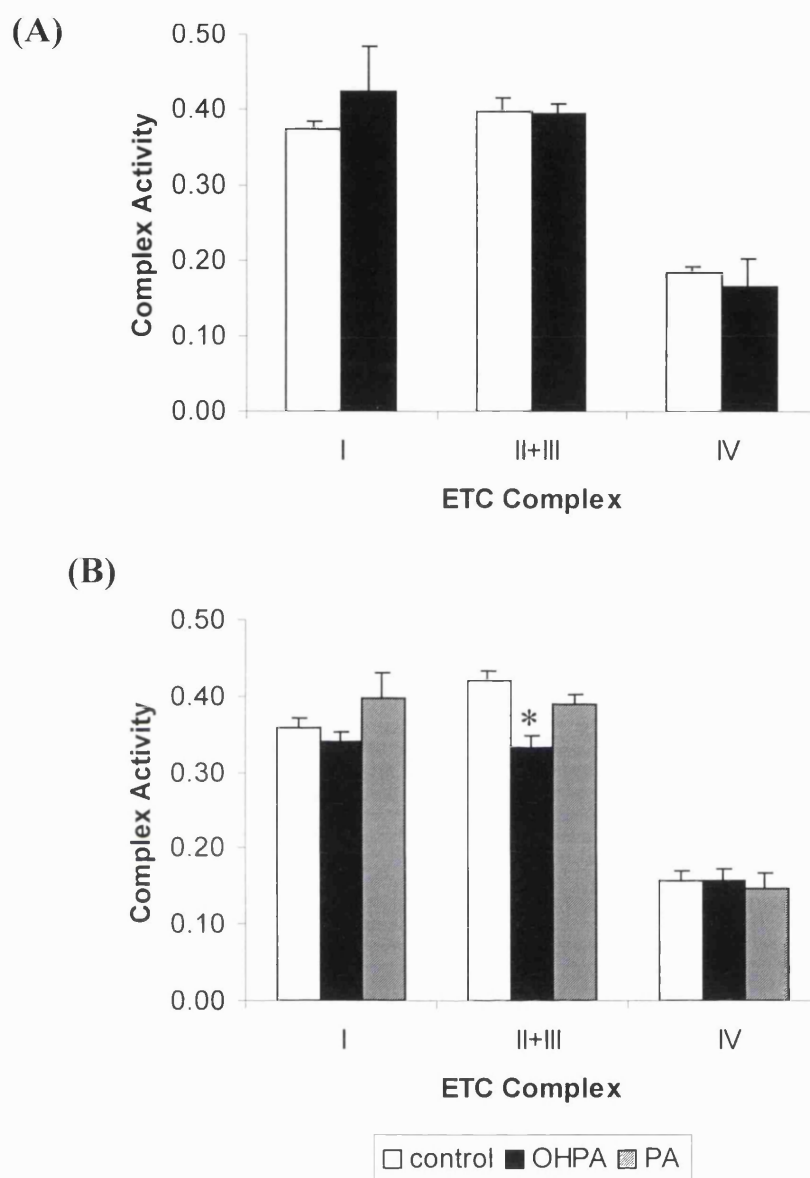 (A)
Complex Activity
0.50
0.40
0.30
0.20
0.10
0.00
I
II+III
IV
ETC Complex
(B)
Complex Activity
0.50
0.40
0.30
0.20
0.10
0.00
*
I
II+III
IV
ETC Complex
control
OHPA
PA